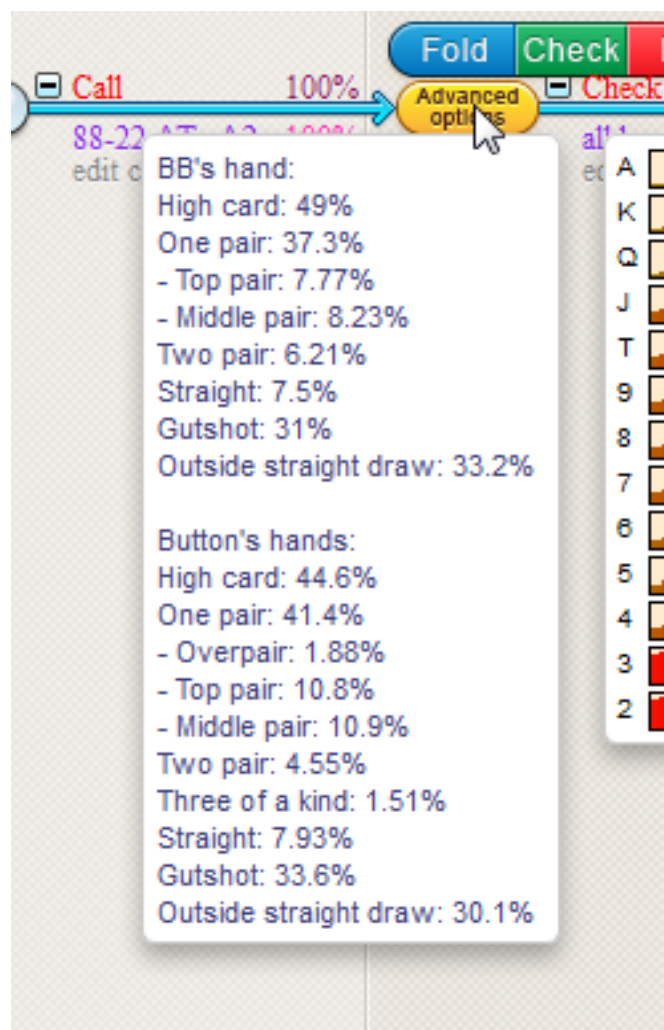 Fold Check
Call 100% Advanced Check
options
88-22
edit BB's hand: A
High card: 49% K
One pair: 37.3% Q
- Top pair: 7.77% J
- Middle pair: 8.23% T
Two pair: 6.21% 9
Straight: 7.5% 8
Gutshot: 31% 7
Outside straight draw: 33.2% 6
Button's hands: 5
High card: 44.6% 4
One pair: 41.4% 3
- Overpair: 1.88% 2
- Top pair: 10.8%
- Middle pair: 10.9%
Two pair: 4.55%
Three of a kind: 1.51%
Straight: 7.93%
Gutshot: 33.6%
Outside straight draw: 30.1%